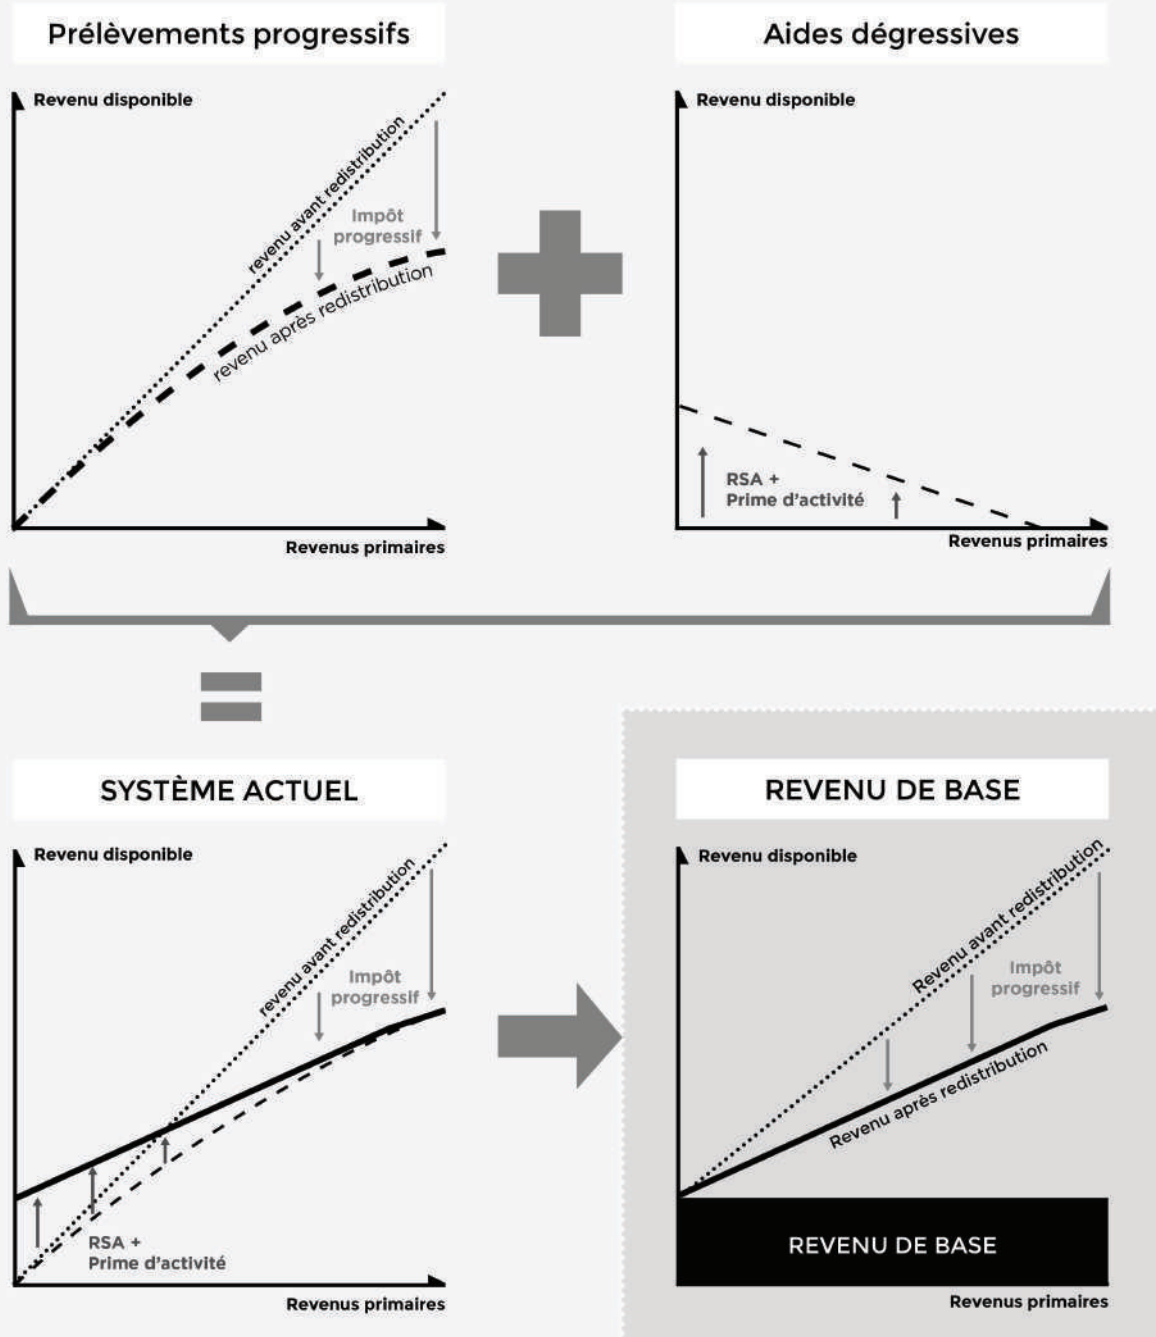 Prélèvements progressifs
Revenu disponible
revenu avant redistribution
Impôt
progressif
revenu après redistribution
Revenus primaires
Aides dégressives
Revenu disponible
RSA +
Prime d'activité
Revenus primaires
SYSTÈME ACTUEL
Revenu disponible
revenu avant redistribution
Impôt
progressif
RSA +
Prime d'activité
Revenus primaires
REVENU DE BASE
Revenu disponible
Revenu avant redistribution
Impôt
progressif
Revenu après redistribution
REVENU DE BASE
Revenus primaires